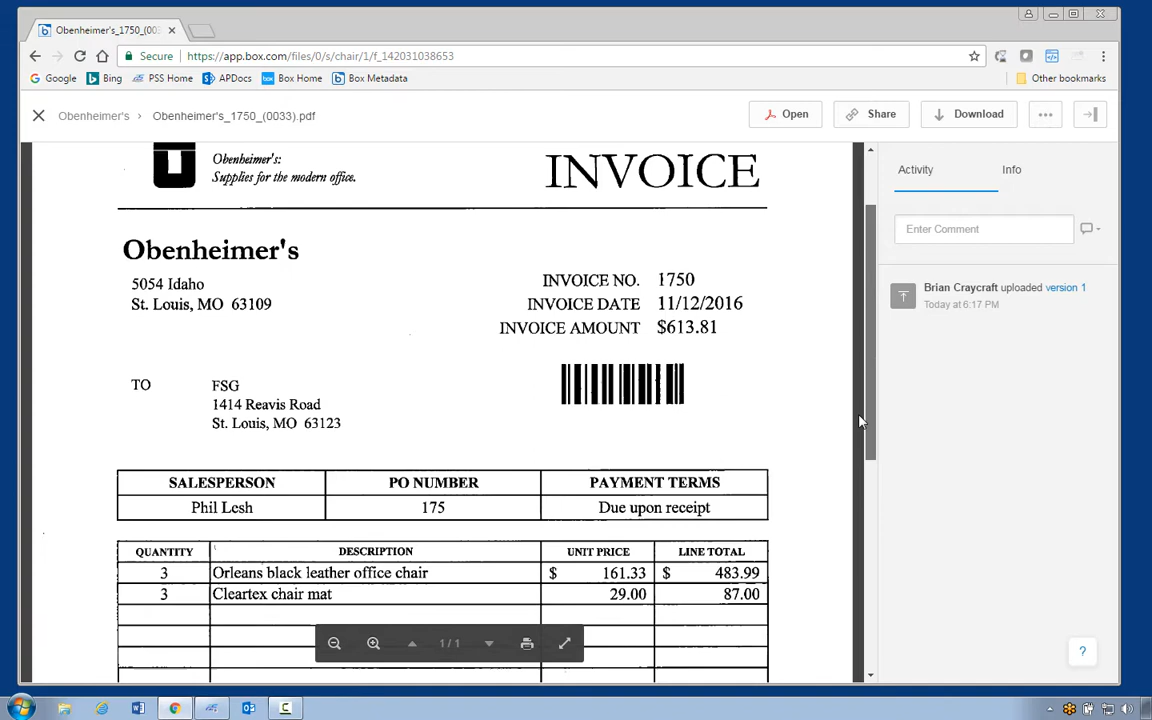 Obenheimer's_1750_(003
Secure https://app.box.com/files/0/s/chair/1/f_142031038653
Google Bing PSS Home APDocs Box Home Box Metadata Other bookmarks
Obenheimer's › Obenheimer's_1750_(0033).pdf
Open Share Download
Activity Info
Enter Comment
Brian Craycraft uploaded version 1
Today at 6:17 PM
Obenheimer's:
Supplies for the modern office.
INVOICE
Obenheimer's
5054 Idaho
St. Louis, MO 63109
INVOICE NO. 1750
INVOICE DATE 11/12/2016
INVOICE AMOUNT $613.81
TO FSG
1414 Reavis Road
St. Louis, MO 63123
SALESPERSON PO NUMBER PAYMENT TERMS
Phil Lesh 175 Due upon receipt
QUANTITY DESCRIPTION UNIT PRICE LINE TOTAL
3 Orleans black leather office chair $ 161.33 $ 483.99
3 Cleartex chair mat 29.00 87.00
1 / 1
?